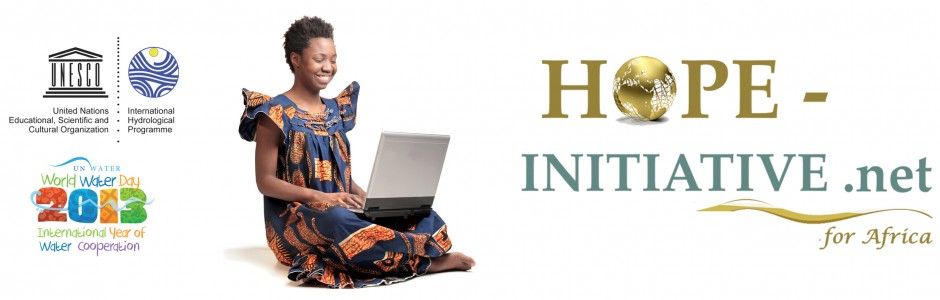 UNESCO
United Nations
Educational, Scientific and
Cultural Organization
International
Hydrological
Programme
UN WATER
World Water Day
2013
International Year of
Water Cooperation
HOPE -
INITIATIVE .net
for Africa